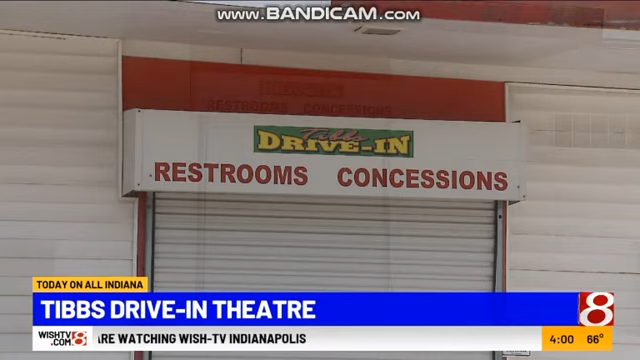 WWW.BANDICAM.COM
RESTROOMS CONCESSIONS
Tibbs
DRIVE-IN
RESTROOMS CONCESSIONS
TODAY ON ALL INDIANA
TIBBS DRIVE-IN THEATRE
WISHTV
.COM 8
ARE WATCHING WISH-TV INDIANAPOLIS
4:00 66°
8